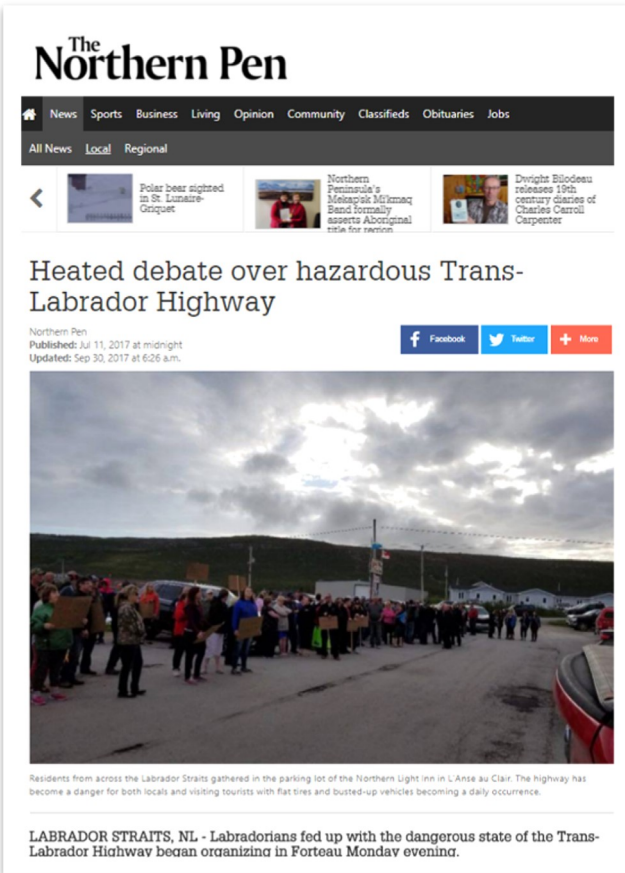 The
Northern Pen
News Sports Business Living Opinion Community Classifieds Obituaries Jobs
All News Local Regional
Polar bear sighted
in St. Lunaire-
Griquet
Northern
Peninsula's
Mekap'sk Mi'kmaq
Band formally
asserts Aboriginal
title for region
Dwight Bilodeau
releases 19th
century diaries of
Charles Carroll
Carpenter
Heated debate over hazardous Trans-
Labrador Highway
Northern Pen
Published: Jul 11, 2017 at midnight
Updated: Sep 30, 2017 at 6:26 a.m.
Facebook Twitter More
Residents from across the Labrador Straits gathered in the parking lot of the Northern Light Inn in L'Anse au Clair. The highway has
become a danger for both locals and visiting tourists with flat tires and busted-up vehicles becoming a daily occurrence.
LABRADOR STRAITS, NL - Labradorians fed up with the dangerous state of the Trans-
Labrador Highway began organizing in Forteau Monday evening.